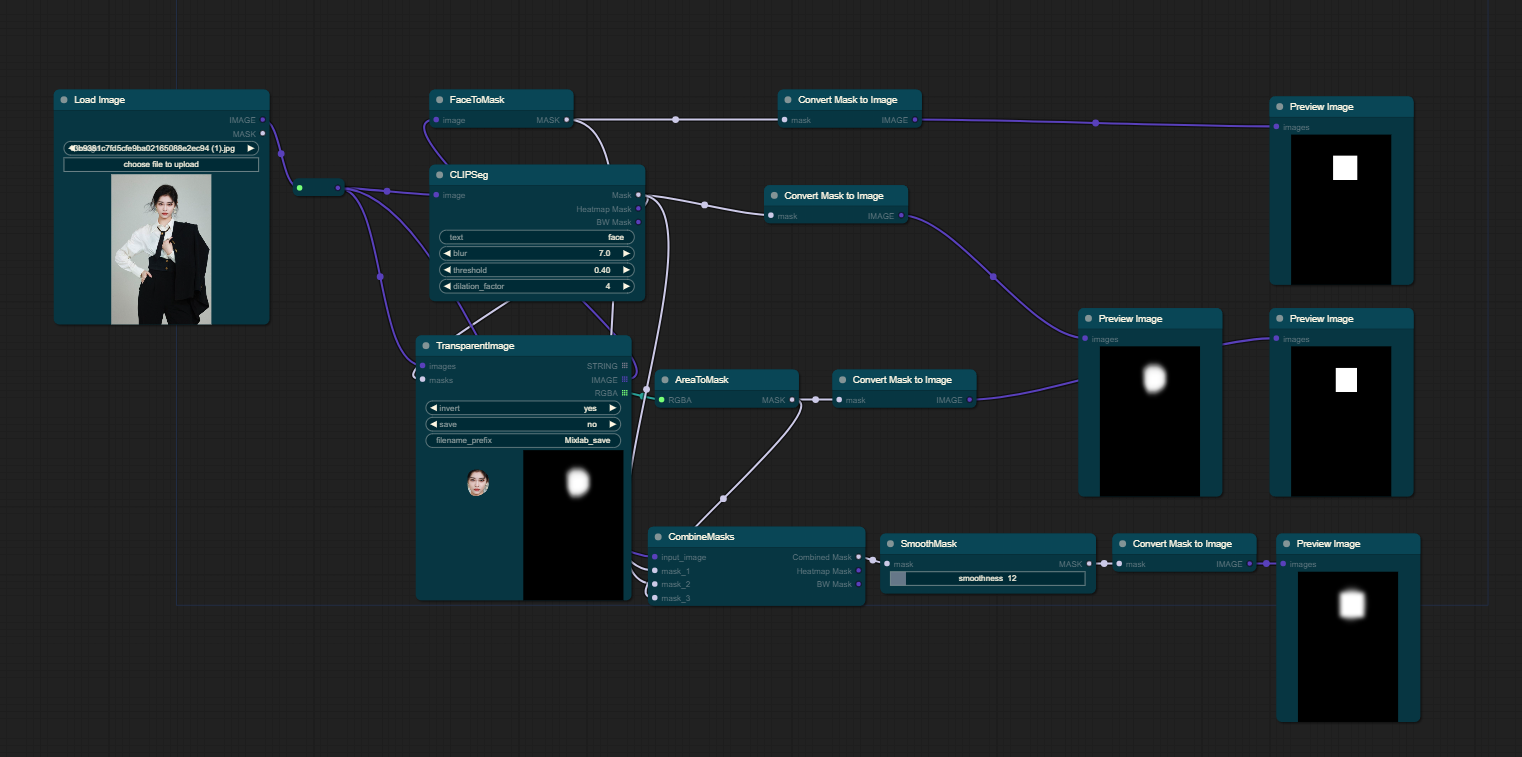 Load Image
IMAGE
MASK
choose file to upload
FaceToMask
image MASK
CLIPSeg
image Mask
Heatmap Mask
BW Mask
text face
blur 7.0
threshold 0.40
dilation_factor 4
TransparentImage
images STRING
masks IMAGE
RGBA
invert yes
save no
filename_prefix Mixlab_save
Convert Mask to Image
mask IMAGE
Convert Mask to Image
mask IMAGE
AreaToMask
RGBA MASK
Convert Mask to Image
mask IMAGE
Preview Image
images
Preview Image
images
Preview Image
images
CombineMasks
input_image Combined Mask
mask_1 Heatmap Mask
mask_2 BW Mask
mask_3
SmoothMask
mask MASK
smoothness 12
Convert Mask to Image
mask IMAGE
Preview Image
images